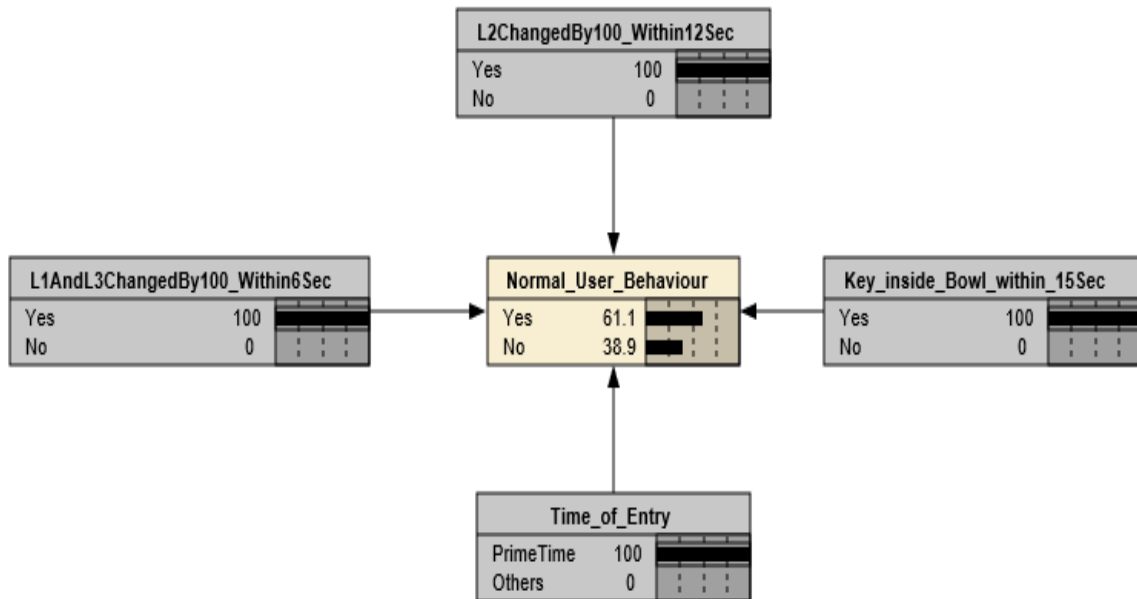 L2ChangedBy100_Within12Sec
Yes 100
No 0
L1AndL3ChangedBy100_Within6Sec
Yes 100
No 0
Normal_User_Behaviour
Yes 61.1
No 38.9
Key_inside_Bowl_within_15Sec
Yes 100
No 0
Time_of_Entry
PrimeTime 100
Others 0